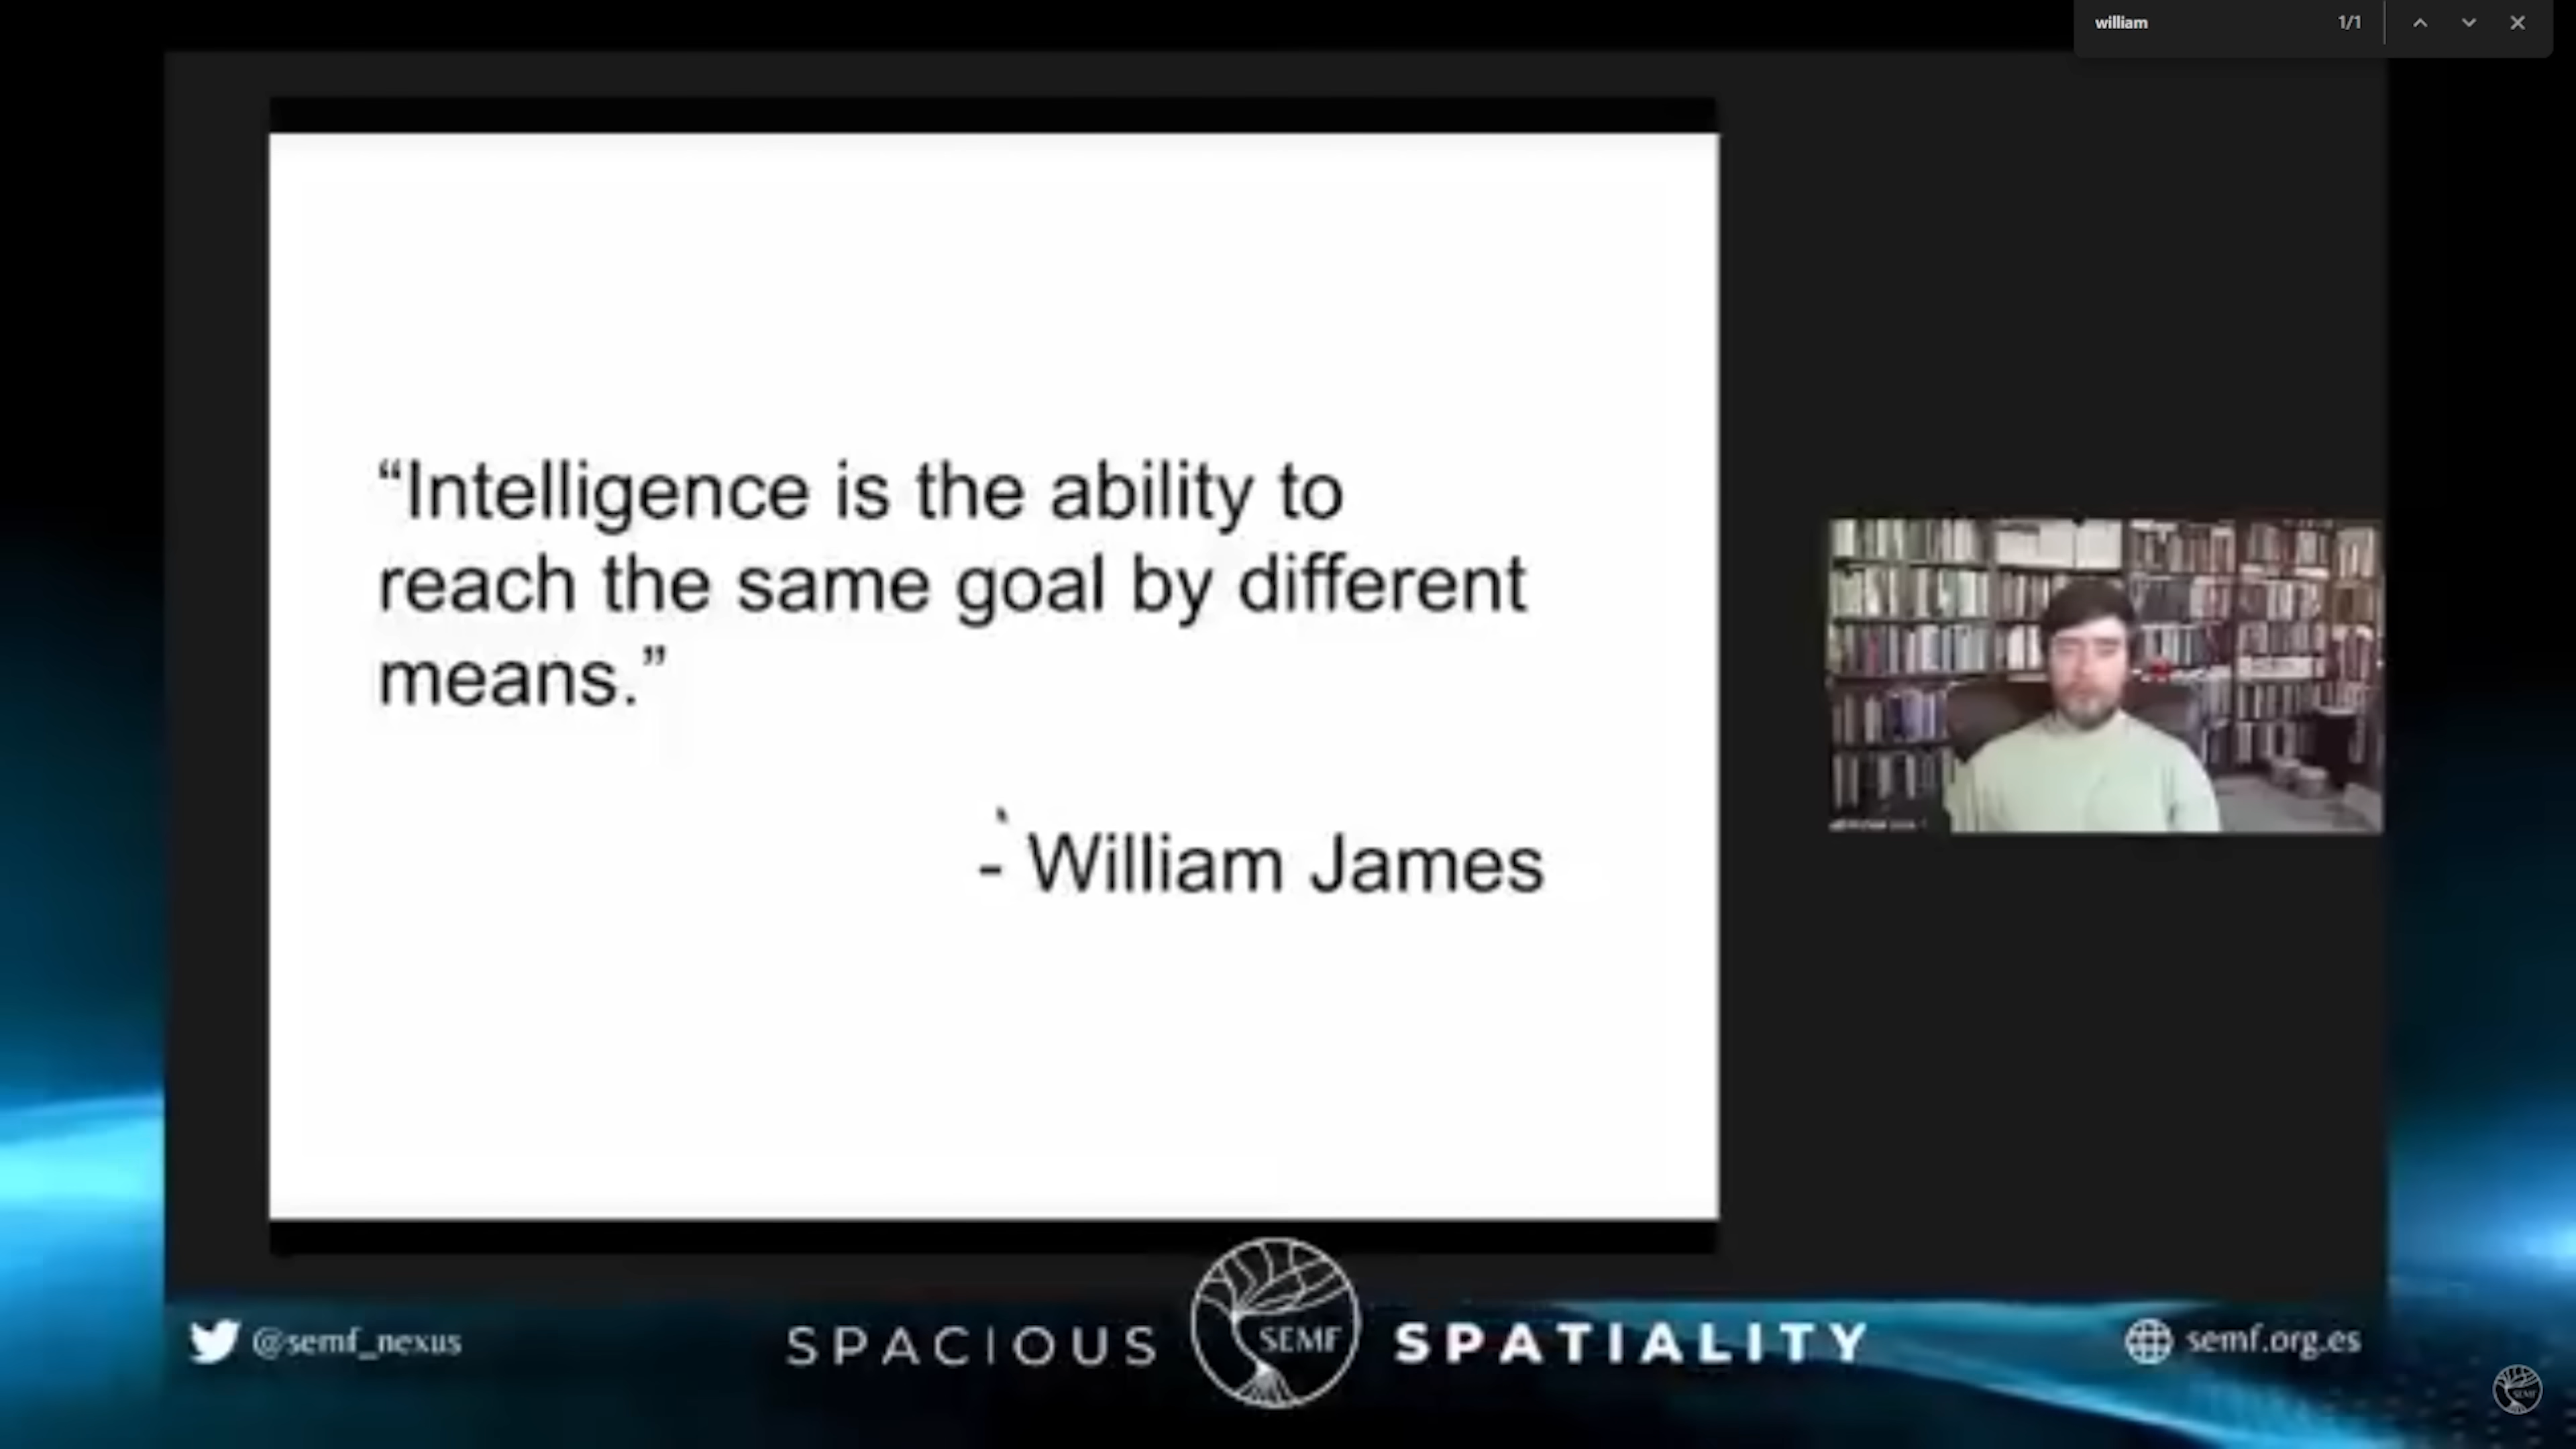 william 1/1
“Intelligence is the ability to
reach the same goal by different
means.”
- William James
@semf_nexus
SPACIOUS SEMF SPATIALITY
semf.org.es
SEMF